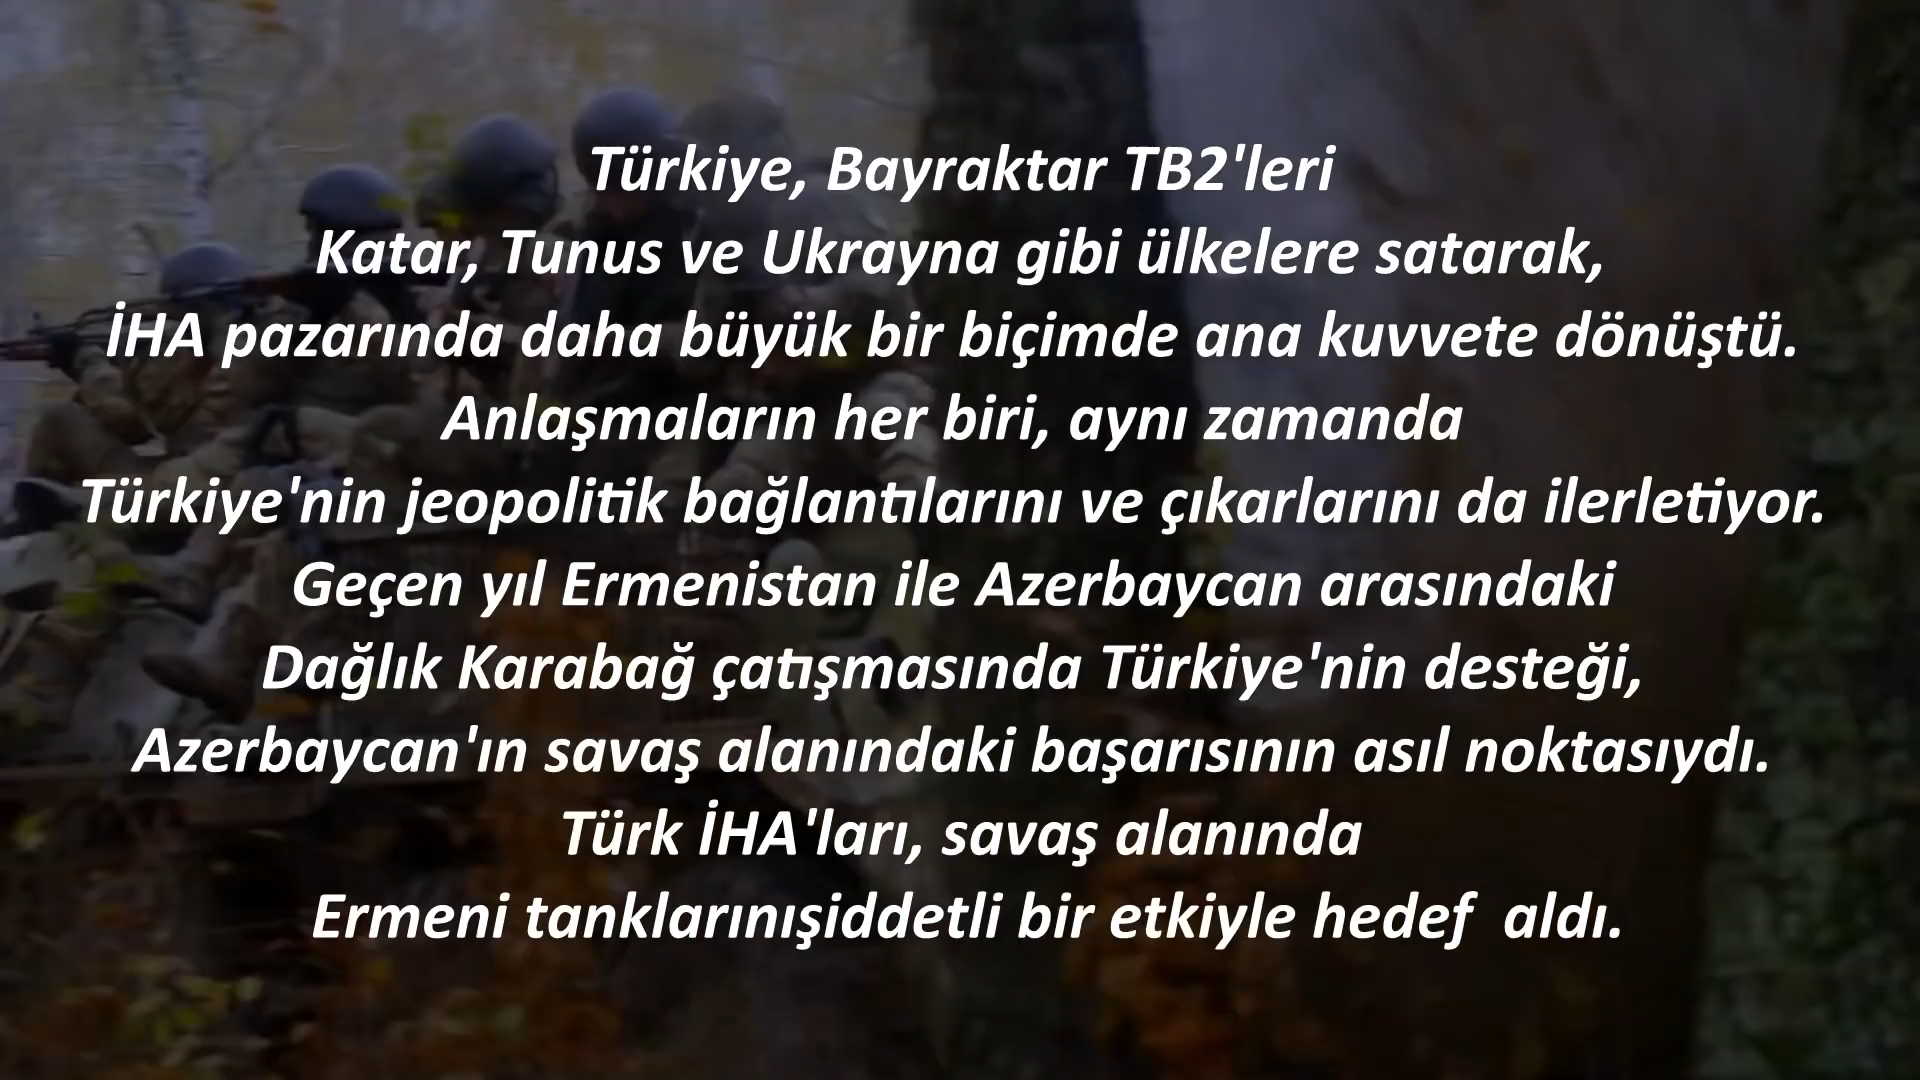 Türkiye, Bayraktar TB2'leri
Katar, Tunus ve Ukrayna gibi ülkelere satarak,
İHA pazarında daha büyük bir biçimde ana kuvvete dönüştü.
Anlaşmaların her biri, aynı zamanda
Türkiye'nin jeopolitik bağlantılarını ve çıkarlarını da ilerletiyor.
Geçen yıl Ermenistan ile Azerbaycan arasındaki
Dağlık Karabağ çatışmasında Türkiye'nin desteği,
Azerbaycan'ın savaş alanındaki başarısının asıl noktasıydı.
Türk İHA'ları, savaş alanında
Ermeni tanklarınışiddetli bir etkiyle hedef  aldı.